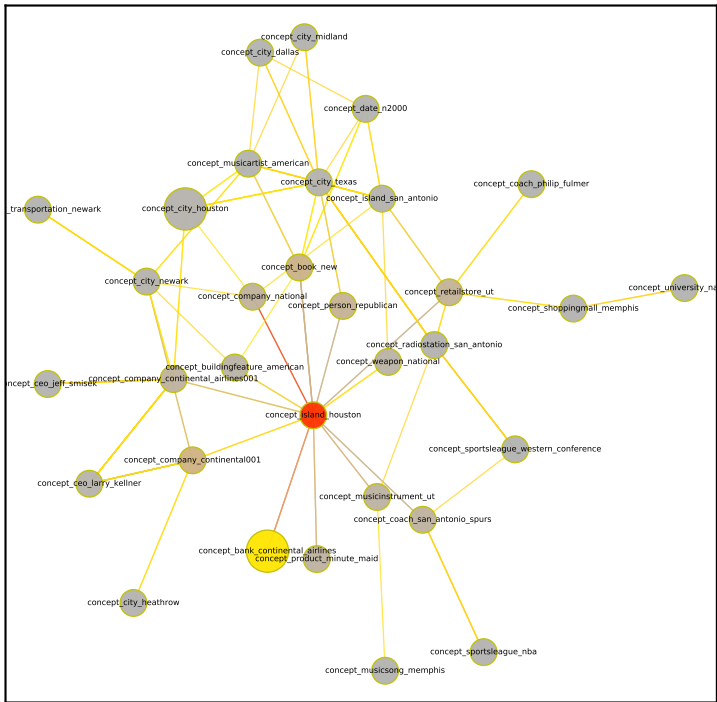 concept_city_midland
concept_city_dallas
concept_date_n2000
concept_musicartist_american
concept_city_texas
concept_coach_philip_fulmer
concept_island_san_antonio
concept_city_houston
_transportation_newark
concept_book_new
concept_city_newark
concept_company_national
concept_retailstore_ut
concept_university_na
concept_person_republican
concept_shoppingmall_memphis
concept_radiostation_san_antonio
concept_weapon_national
concept_buildingfeature_american
concept_company_continental_airlines001
oncept_ceo_jeff_smisek
concept_island_houston
concept_sportsleague_western_conference
concept_company_continental001
concept_ceo_larry_kellner
concept_musicinstrument_ut
concept_coach_san_antonio_spurs
concept_bank_continental_airlines
concept_product_minute_maid
concept_city_heathrow
concept_sportsleague_nba
concept_musicsong_memphis